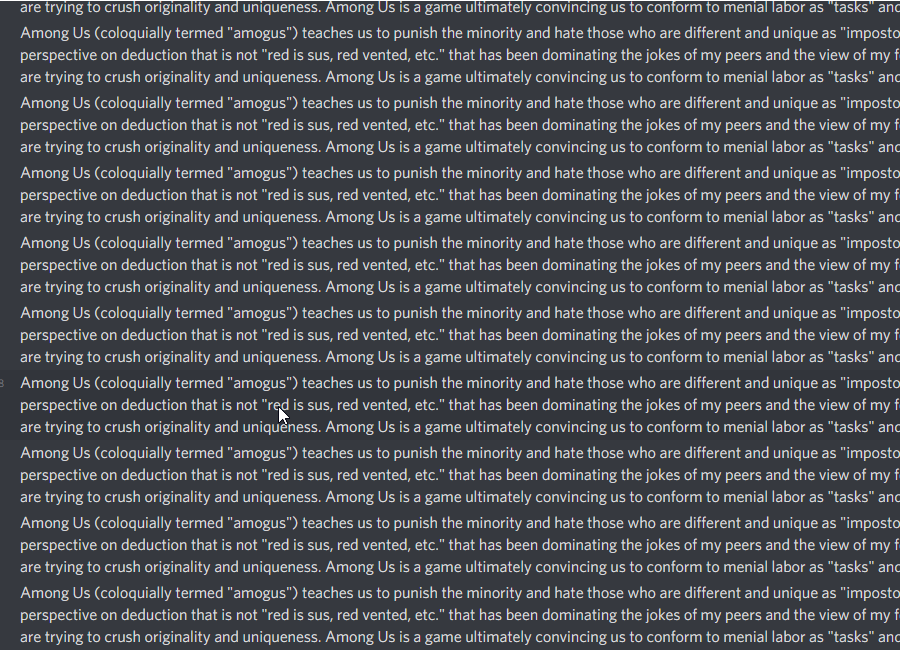 are trying to crush originality and uniqueness. Among Us is a game ultimately convincing us to conform to menial labor as "tasks" and
Among Us (coloquially termed "amogus") teaches us to punish the minority and hate those who are different and unique as "imposto
perspective on deduction that is not "red is sus, red vented, etc." that has been dominating the jokes of my peers and the view of my f
are trying to crush originality and uniqueness. Among Us is a game ultimately convincing us to conform to menial labor as "tasks" and
Among Us (coloquially termed "amogus") teaches us to punish the minority and hate those who are different and unique as "imposto
perspective on deduction that is not "red is sus, red vented, etc." that has been dominating the jokes of my peers and the view of my f
are trying to crush originality and uniqueness. Among Us is a game ultimately convincing us to conform to menial labor as "tasks" and
Among Us (coloquially termed "amogus") teaches us to punish the minority and hate those who are different and unique as "imposto
perspective on deduction that is not "red is sus, red vented, etc." that has been dominating the jokes of my peers and the view of my f
are trying to crush originality and uniqueness. Among Us is a game ultimately convincing us to conform to menial labor as "tasks" and
Among Us (coloquially termed "amogus") teaches us to punish the minority and hate those who are different and unique as "imposto
perspective on deduction that is not "red is sus, red vented, etc." that has been dominating the jokes of my peers and the view of my f
are trying to crush originality and uniqueness. Among Us is a game ultimately convincing us to conform to menial labor as "tasks" and
Among Us (coloquially termed "amogus") teaches us to punish the minority and hate those who are different and unique as "imposto
perspective on deduction that is not "red is sus, red vented, etc." that has been dominating the jokes of my peers and the view of my f
are trying to crush originality and uniqueness. Among Us is a game ultimately convincing us to conform to menial labor as "tasks" and
Among Us (coloquially termed "amogus") teaches us to punish the minority and hate those who are different and unique as "imposto
perspective on deduction that is not "red is sus, red vented, etc." that has been dominating the jokes of my peers and the view of my f
are trying to crush originality and uniqueness. Among Us is a game ultimately convincing us to conform to menial labor as "tasks" and
Among Us (coloquially termed "amogus") teaches us to punish the minority and hate those who are different and unique as "imposto
perspective on deduction that is not "red is sus, red vented, etc." that has been dominating the jokes of my peers and the view of my f
are trying to crush originality and uniqueness. Among Us is a game ultimately convincing us to conform to menial labor as "tasks" and
Among Us (coloquially termed "amogus") teaches us to punish the minority and hate those who are different and unique as "imposto
perspective on deduction that is not "red is sus, red vented, etc." that has been dominating the jokes of my peers and the view of my f
are trying to crush originality and uniqueness. Among Us is a game ultimately convincing us to conform to menial labor as "tasks" and
Among Us (coloquially termed "amogus") teaches us to punish the minority and hate those who are different and unique as "imposto
perspective on deduction that is not "red is sus, red vented, etc." that has been dominating the jokes of my peers and the view of my f
are trying to crush originality and uniqueness. Among Us is a game ultimately convincing us to conform to menial labor as "tasks" and